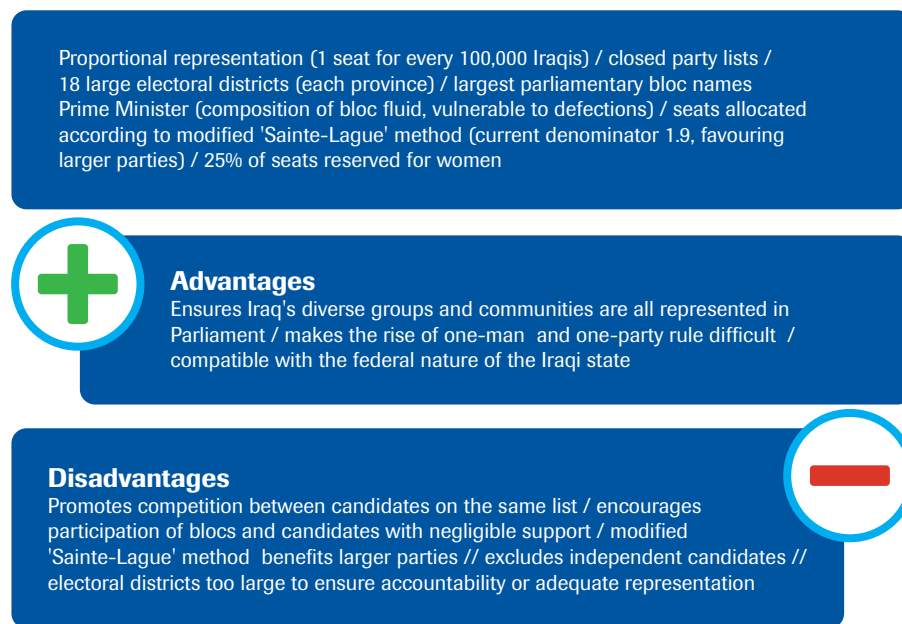 Proportional representation (1 seat for every 100,000 Iraqis) / closed party lists /
18 large electoral districts (each province) / largest parliamentary bloc names
Prime Minister (composition of bloc fluid, vulnerable to defections) / seats allocated
according to modified 'Sainte-Lague' method (current denominator 1.9, favouring
larger parties) / 25% of seats reserved for women
Advantages
Ensures Iraq's diverse groups and communities are all represented in
Parliament / makes the rise of one-man and one-party rule difficult /
compatible with the federal nature of the Iraqi state
Disadvantages
Promotes competition between candidates on the same list / encourages
participation of blocs and candidates with negligible support / modified
'Sainte-Lague' method benefits larger parties // excludes independent candidates //
electoral districts too large to ensure accountability or adequate representation